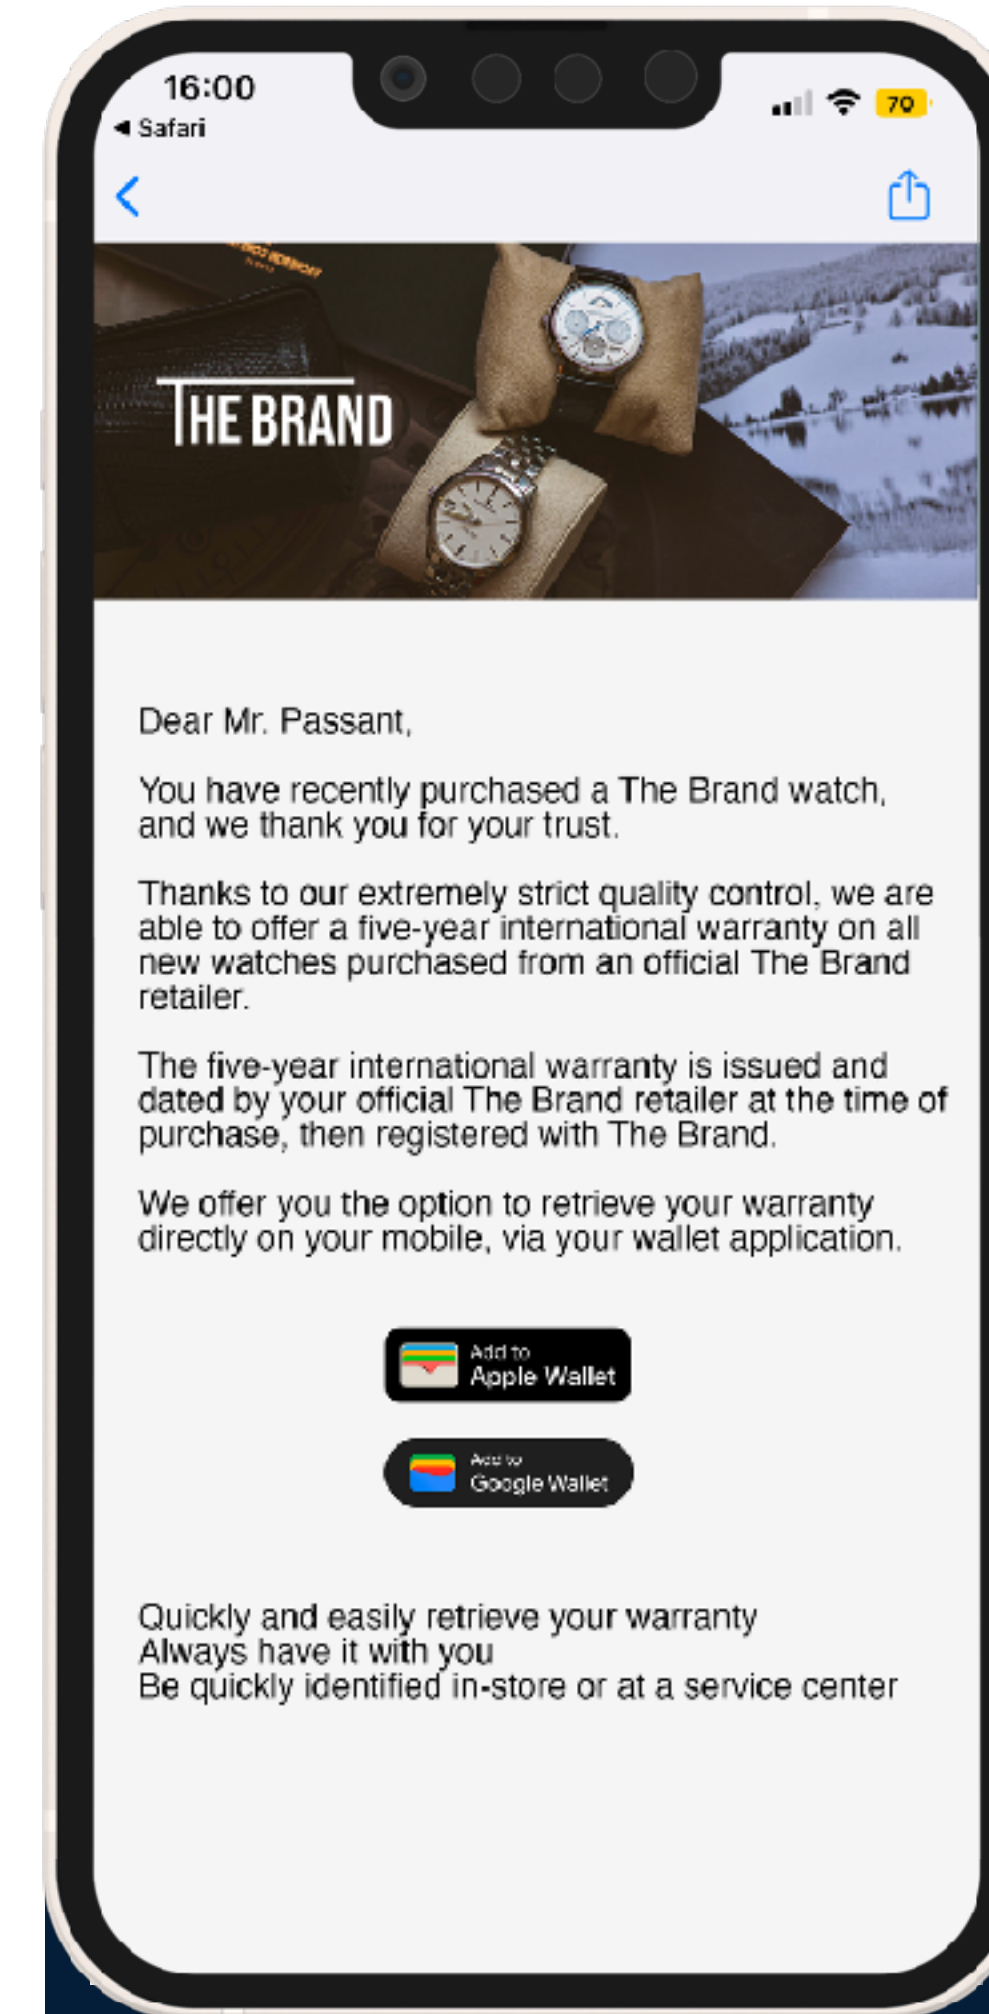 16:00
Safari
70
THE BRAND
Dear Mr. Passant,
You have recently purchased a The Brand watch,
and we thank you for your trust.
Thanks to our extremely strict quality control, we are
able to offer a five-year international warranty on all
new watches purchased from an official The Brand
retailer.
The five-year international warranty is issued and
dated by your official The Brand retailer at the time of
purchase, then registered with The Brand.
We offer you the option to retrieve your warranty
directly on your mobile, via your wallet application.
Add to
Apple Wallet
Add to
Google Wallet
Quickly and easily retrieve your warranty
Always have it with you
Be quickly identified in-store or at a service center